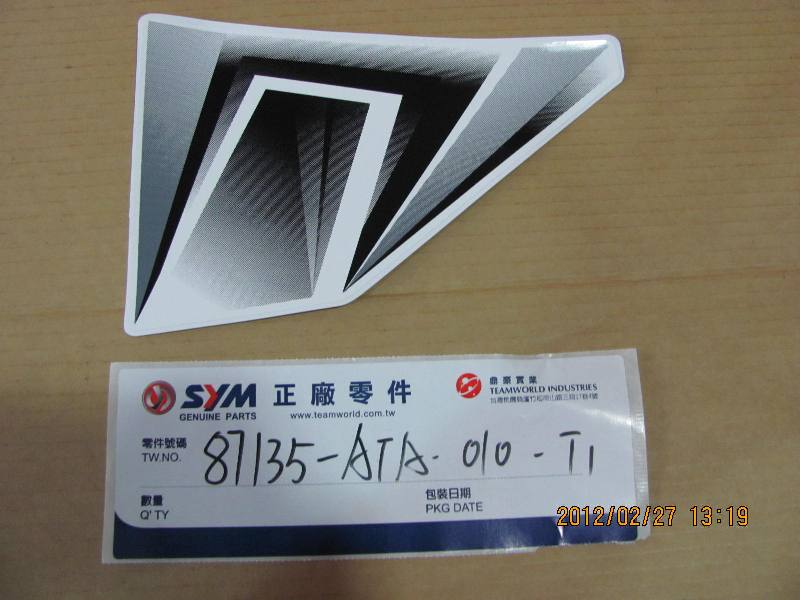 SYM 正廠零件
GENUINE PARTS
www.teamworld.com.tw
鼎豪實業
TEAMWORLD INDUSTRIES
零件號碼
TW.NO.
87135-ATA-010-T1
數量
Q'TY
包裝日期
PKG DATE
2012/02/27 13:19